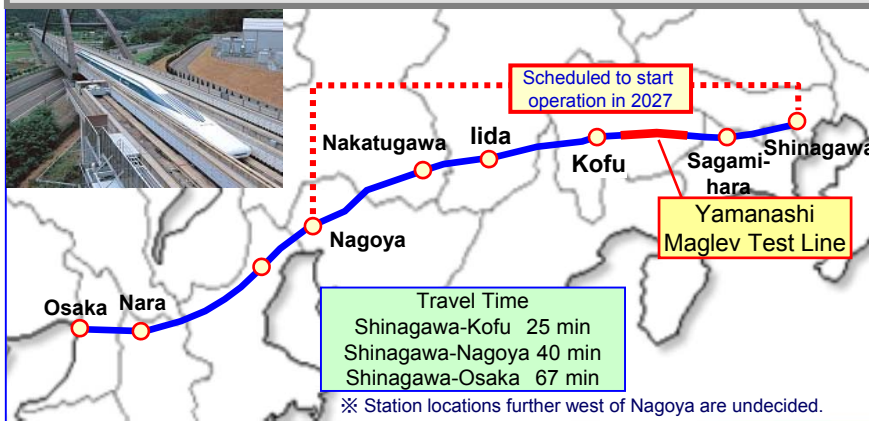 Scheduled to start
operation in 2027
Nakatugawa
Iida
Kofu
Sagami-
hara
Shinagawa
Yamanashi
Maglev Test Line
Nagoya
Osaka
Nara
Travel Time
Shinagawa-Kofu 25 min
Shinagawa-Nagoya 40 min
Shinagawa-Osaka 67 min
※ Station locations further west of Nagoya are undecided.